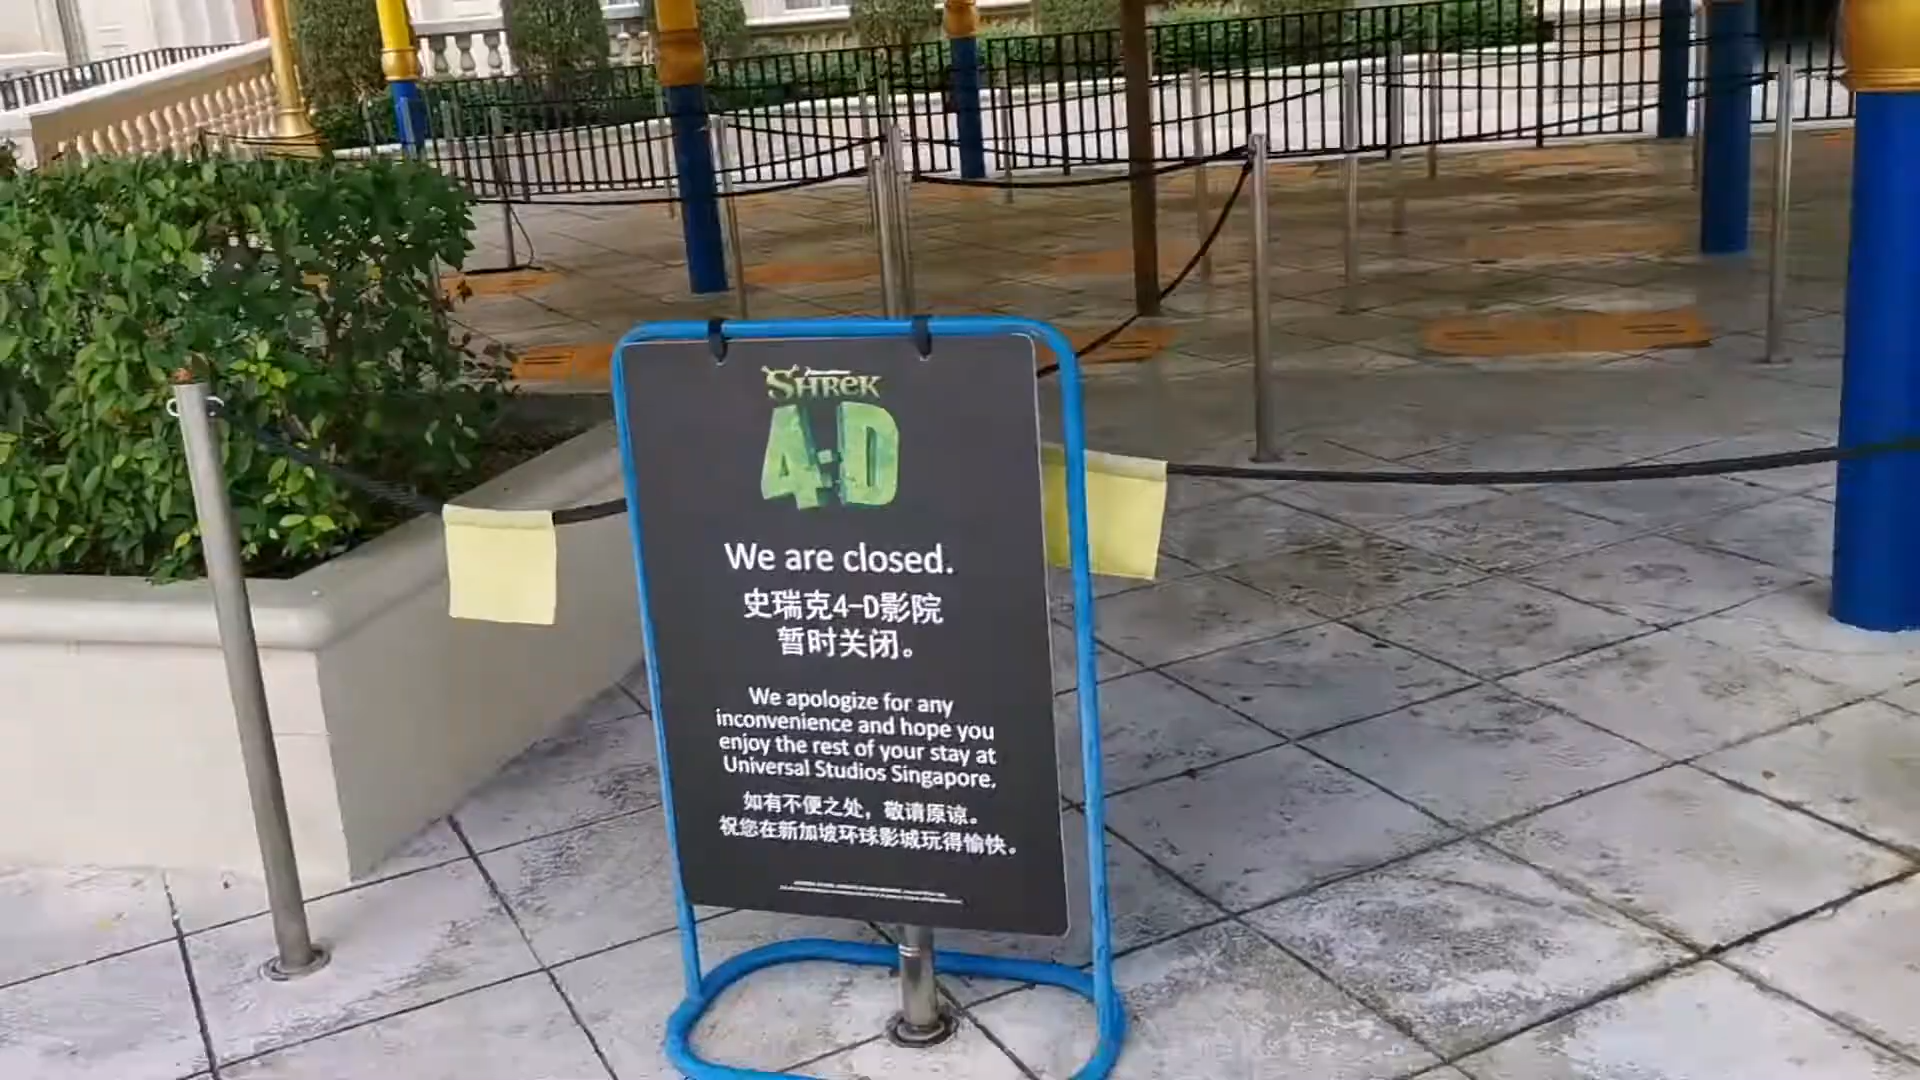 SHREK
4-D
We are closed.
史瑞克4-D影院
暂时关闭。
We apologize for any
inconvenience and hope you
enjoy the rest of your stay at
Universal Studios Singapore.
如有不便之处，敬请原谅。
祝您在新加坡环球影城玩得愉快。